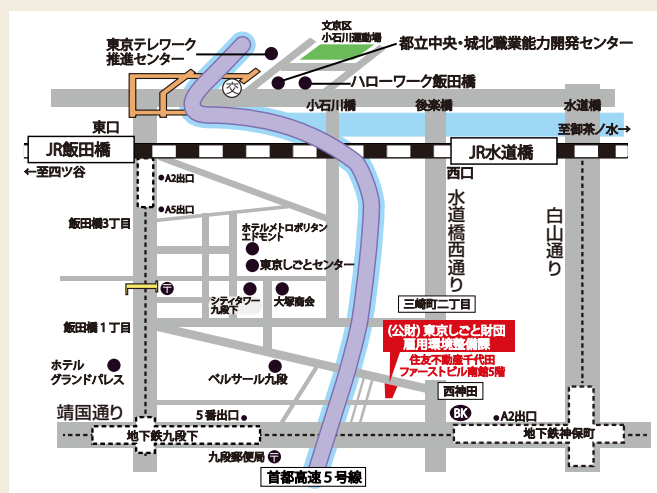 文京区
小石川運動場
東京テレワーク
推進センター
都立中央・城北職業能力開発センター
交
ハローワーク飯田橋
小石川橋
後楽橋
水道橋
東口
至御茶ノ水→
JR飯田橋
JR水道橋
←至四ツ谷
西口
A2出口
A5出口
水道橋西通り
白山通り
飯田橋3丁目
ホテルメトロポリタン
エドモント
東京しごとセンター
〒
シティタワー
九段下
大塚商会
三崎町二丁目
飯田橋1丁目
(公財) 東京しごと財団
雇用環境整備課
住友不動産千代田
ファーストビル南館5階
ホテル
グランドパレス
ベルサール九段
西神田
靖国通り
5番出口
BK
A2出口
地下鉄九段下
地下鉄神保町
九段郵便局
〒
首都高速5号線